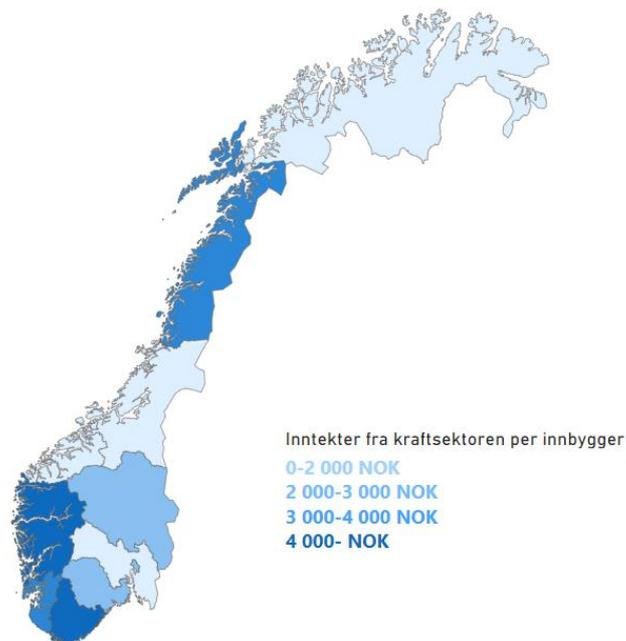 Inntekter fra kraftsektoren per innbygger
0-2 000 NOK
2 000-3 000 NOK
3 000-4 000 NOK
4 000- NOK